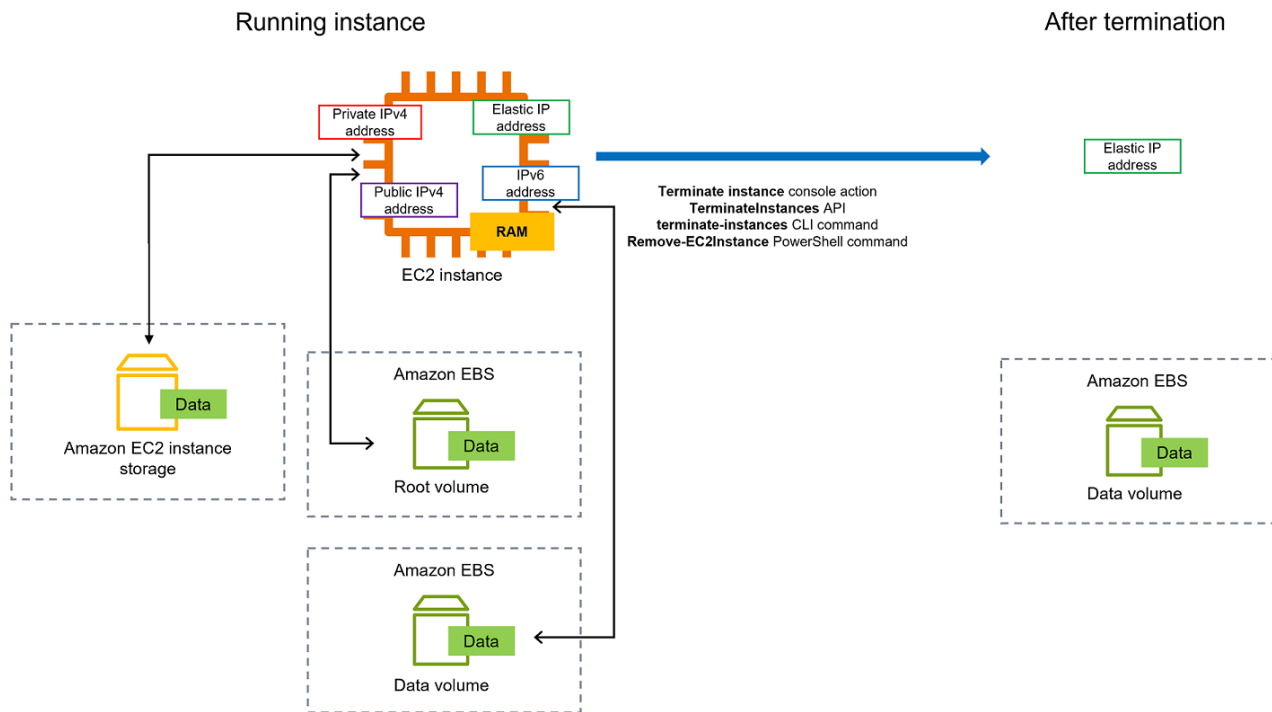 Running instance
After termination
Private IPv4
address
Elastic IP
address
Public IPv4
address
IPv6
address
RAM
EC2 instance
Terminate instance console action
TerminateInstances API
terminate-instances CLI command
Remove-EC2Instance PowerShell command
Elastic IP
address
Data
Amazon EC2 instance
storage
Amazon EBS
Data
Root volume
Amazon EBS
Data
Data volume
Amazon EBS
Data
Data volume